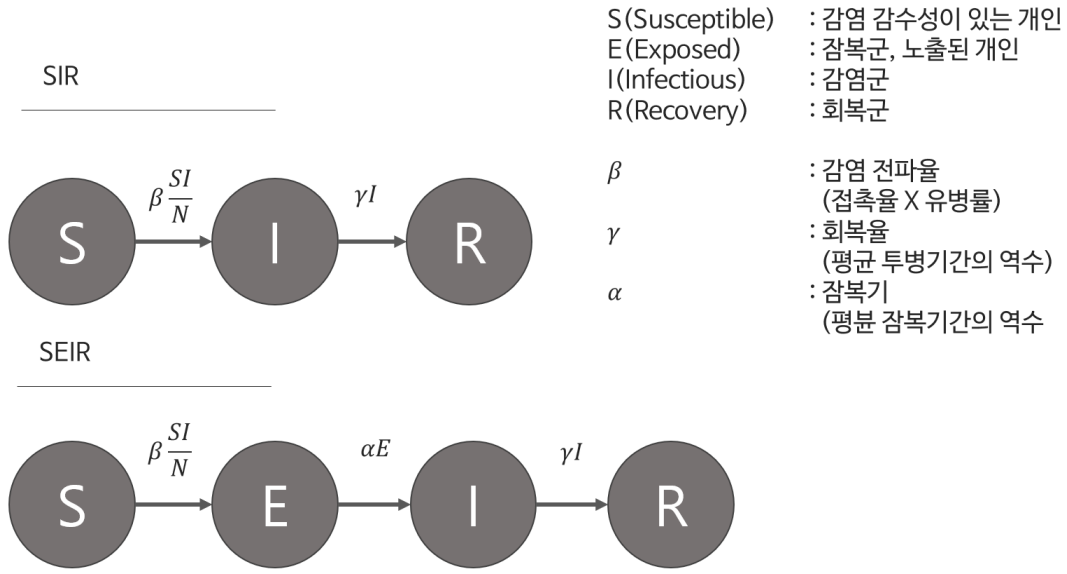 S(Susceptible) : 감염 감수성이 있는 개인
E(Exposed) : 잠복군, 노출된 개인
I(Infectious) : 감염군
R(Recovery) : 회복군
β : 감염 전파율
(접촉율 X 유병률)
γ : 회복율
(평균 투병기간의 역수)
α : 잠복기
(평뷴 잠복기간의 역수
SIR
β SI/N γI
S I R
SEIR
β SI/N αE γI
S E I R